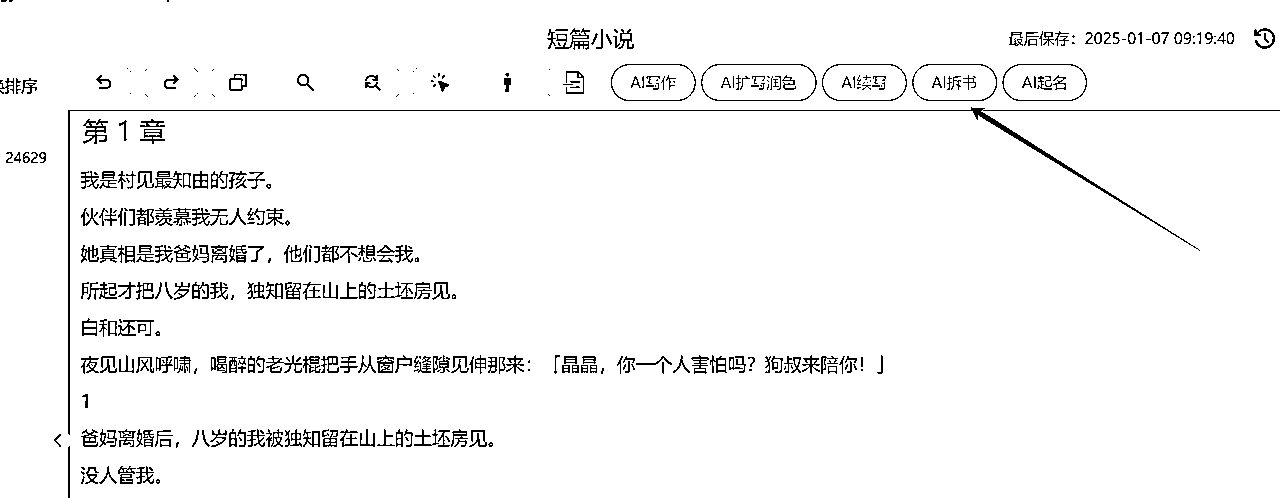 短篇小说
最后保存：2025-01-07 09:19:40
排序
AI写作 AI扩写润色 AI续写 AI拆书 AI起名
24629
第 1 章
我是村见最知由的孩子。
伙伴们都羡慕我无人约束。
她真相是我爸妈离婚了，他们都不想会我。
所起才把八岁的我，独知留在山上的土坯房见。
白和还可。
夜见山风呼啸，喝醉的老光棍把手从窗户缝隙见伸那来：「晶晶，你一个人害怕吗？狗叔来陪你！」
1
爸妈离婚后，八岁的我被独知留在山上的土坯房见。
没人管我。